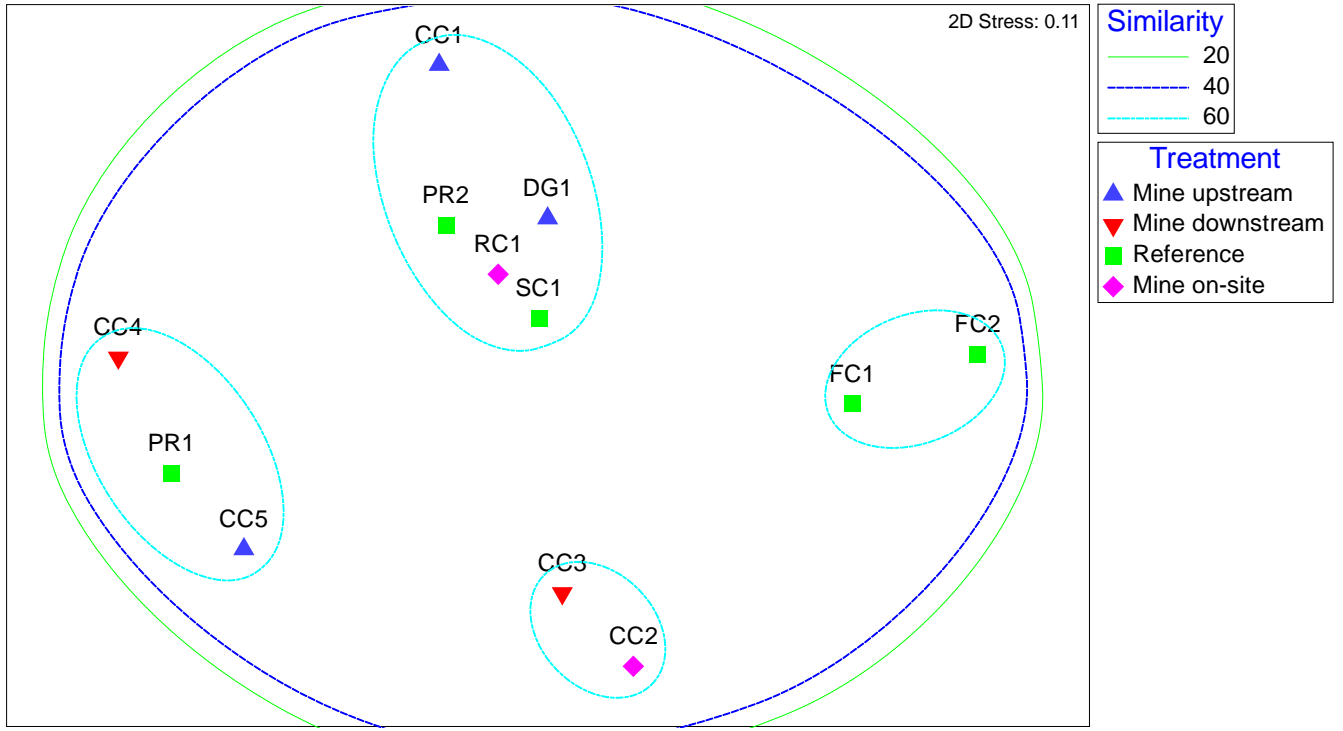 2D Stress: 0.11
CC1
PR2
DG1
RC1
SC1
CC4
FC2
FC1
PR1
CC5
CC3
CC2
Similarity
20
40
60
Treatment
Mine upstream
Mine downstream
Reference
Mine on-site